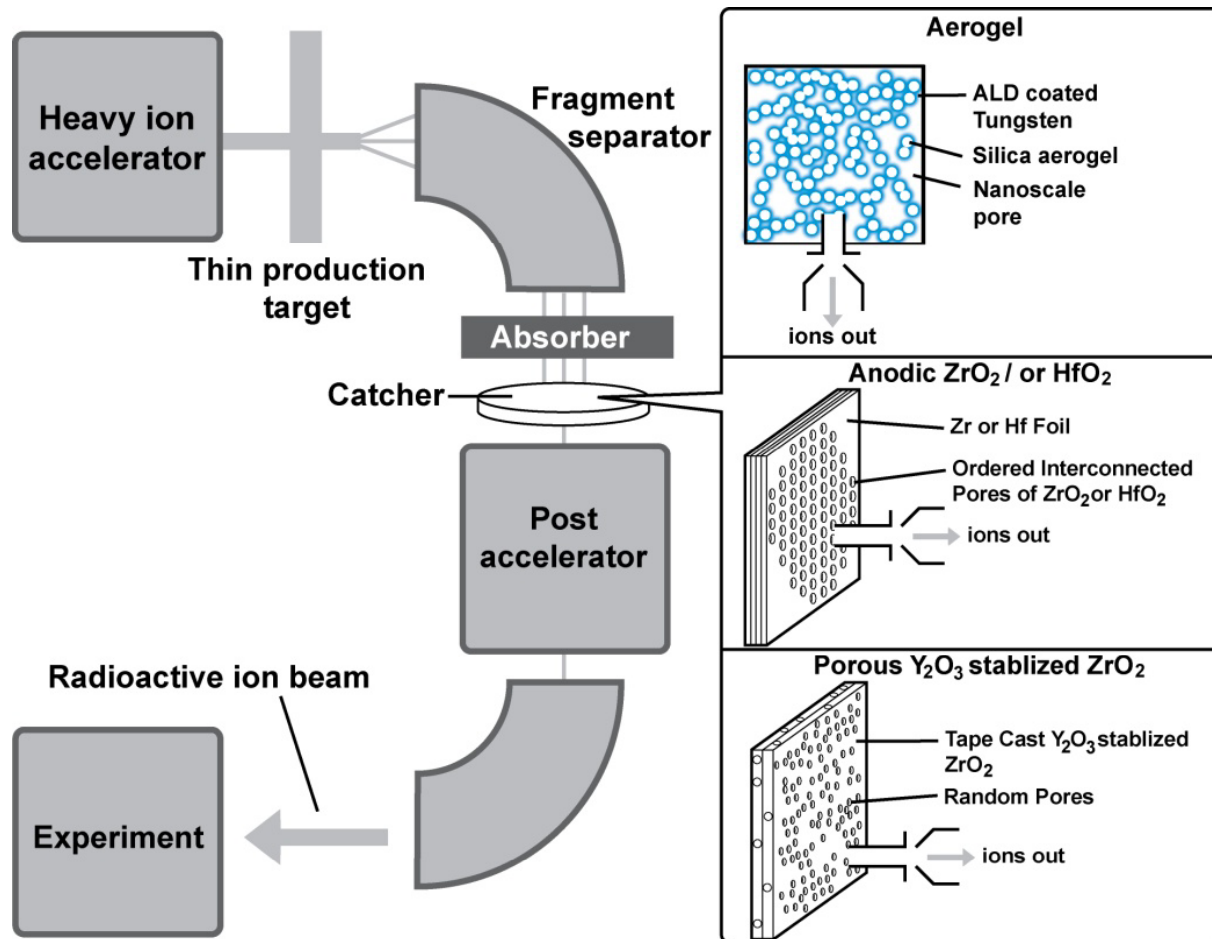 Heavy ion
accelerator
Thin production
target
Fragment
separator
Absorber
Catcher
Post
accelerator
Radioactive ion beam
Experiment
Aerogel
ALD coated
Tungsten
Silica aerogel
Nanoscale
pore
ions out
Anodic ZrO₂ / or HfO₂
Zr or Hf Foil
Ordered Interconnected
Pores of ZrO₂or HfO₂
ions out
Porous Y₂O₃ stablized ZrO₂
Tape Cast Y₂O₃ stablized
ZrO₂
Random Pores
ions out